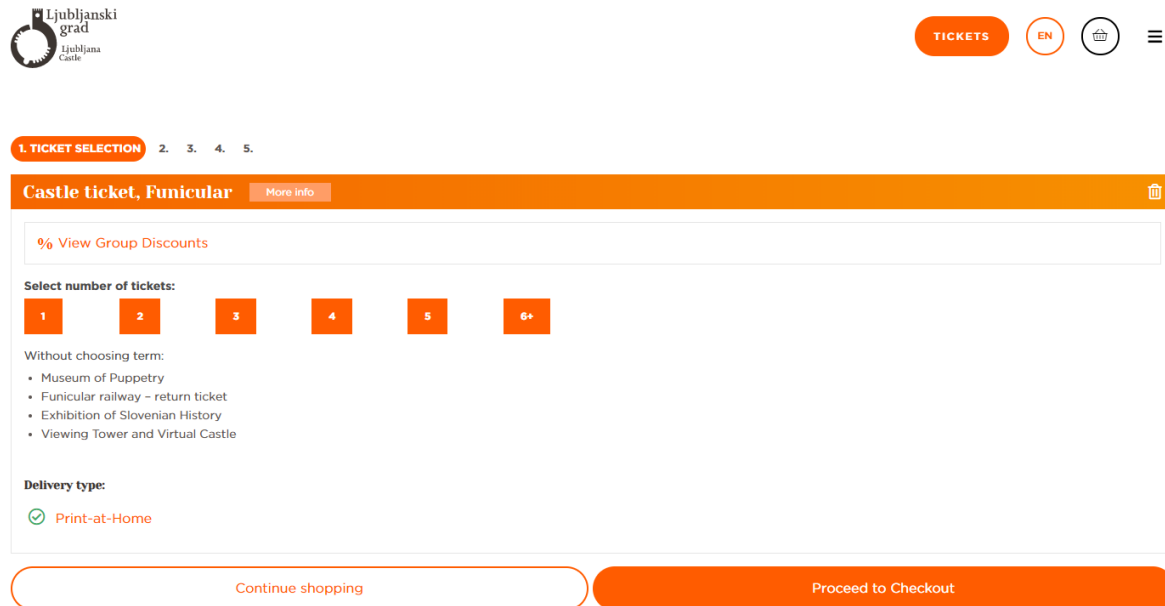 Ljubljanski
grad
Ljubljana
Castle
TICKETS EN
1. TICKET SELECTION 2. 3. 4. 5.
Castle ticket, Funicular More info
% View Group Discounts
Select number of tickets:
1 2 3 4 5 6+
Without choosing term:
• Museum of Puppetry
• Funicular railway – return ticket
• Exhibition of Slovenian History
• Viewing Tower and Virtual Castle
Delivery type:
Print-at-Home
Continue shopping Proceed to Checkout